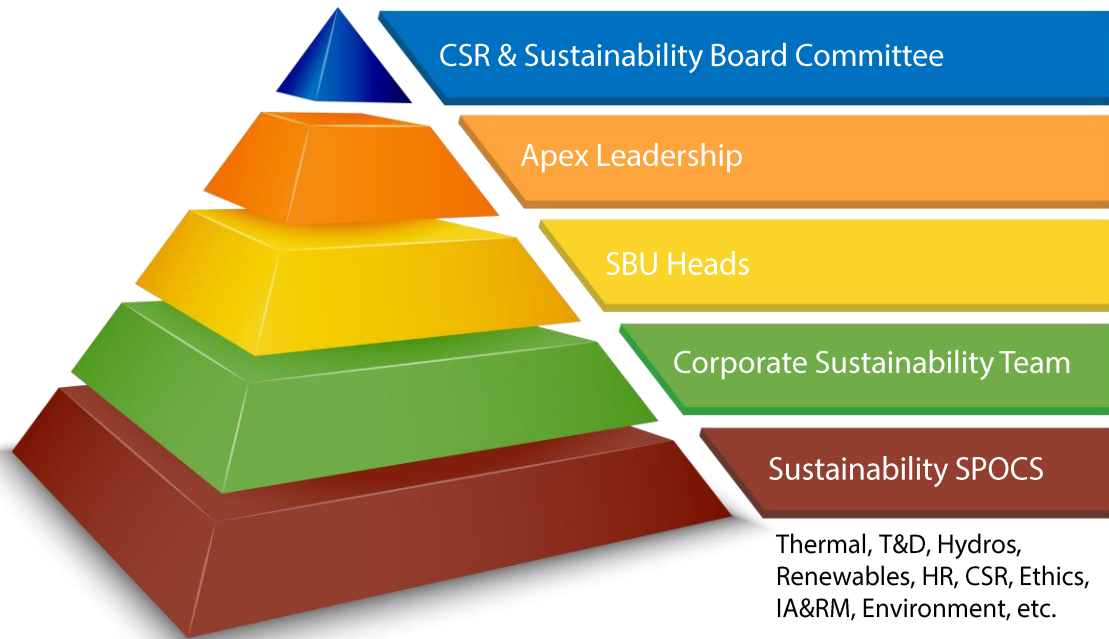 CSR & Sustainability Board Committee
Apex Leadership
SBU Heads
Corporate Sustainability Team
Sustainability SPOCS
Thermal, T&D, Hydros,
Renewables, HR, CSR, Ethics,
IA&RM, Environment, etc.